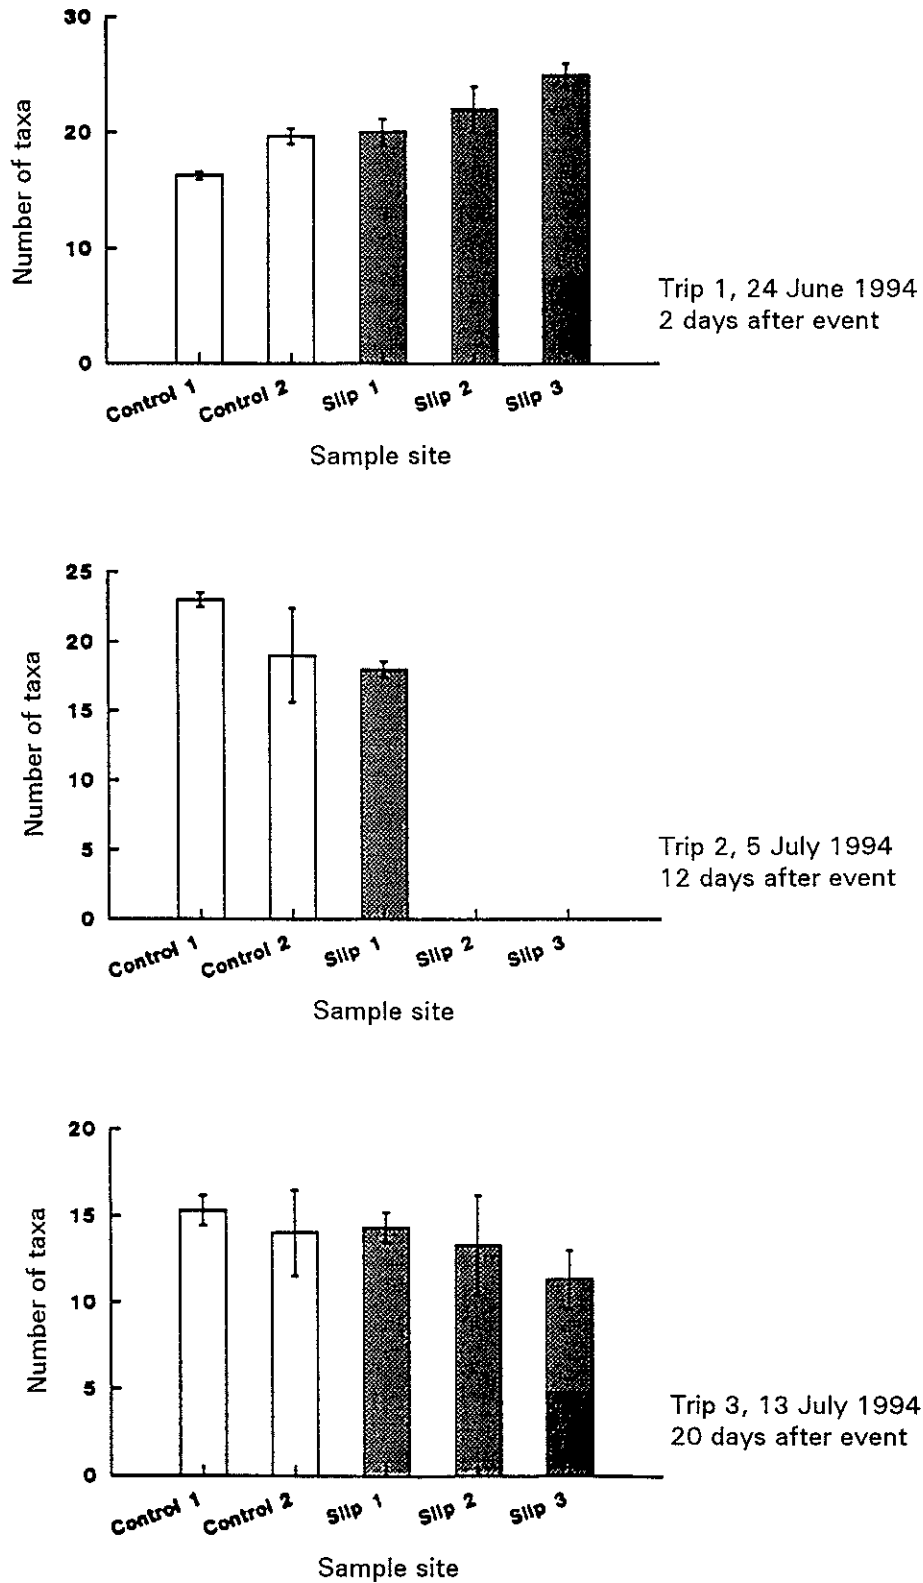 30
20
10
0
Number of taxa
Control 1
Control 2
Slip 1
Slip 2
Slip 3
Sample site
Trip 1, 24 June 1994
2 days after event
25
20
15
10
5
0
Number of taxa
Control 1
Control 2
Slip 1
Slip 2
Slip 3
Sample site
Trip 2, 5 July 1994
12 days after event
20
15
10
5
0
Number of taxa
Control 1
Control 2
Slip 1
Slip 2
Slip 3
Sample site
Trip 3, 13 July 1994
20 days after event